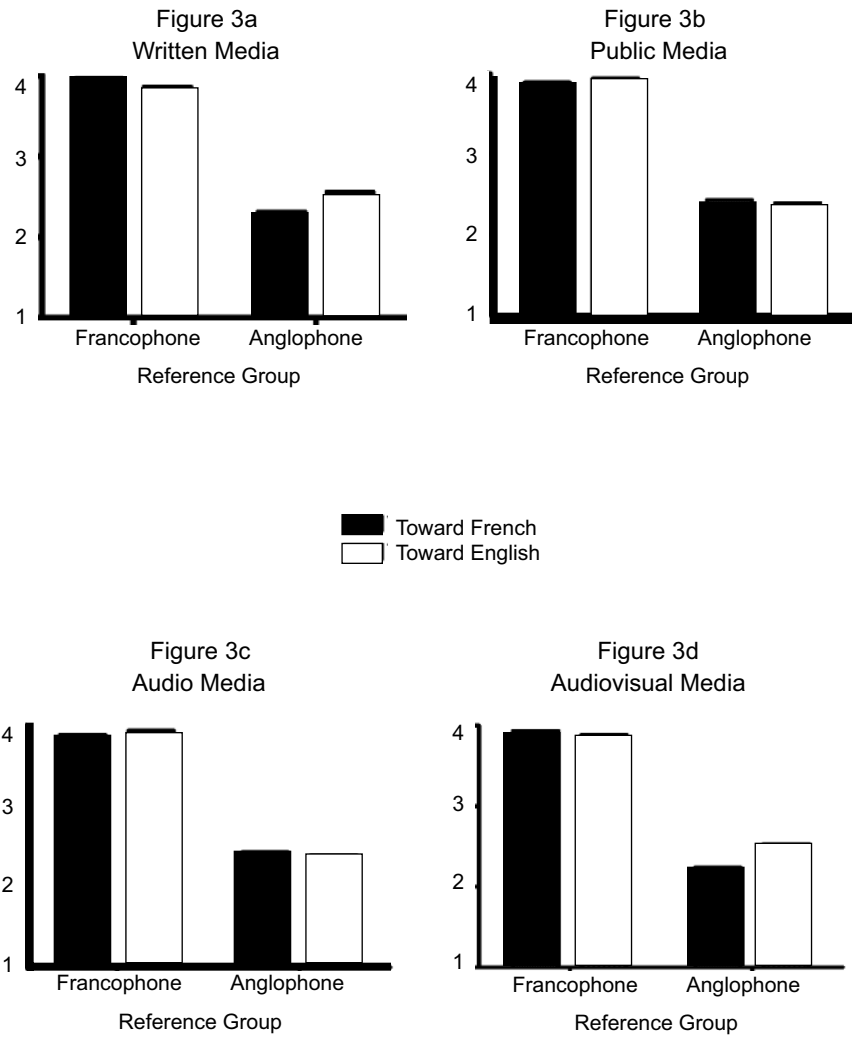 Figure 3a
Written Media
4
3
2
1
Francophone Anglophone
Reference Group
Figure 3b
Public Media
4
3
2
1
Francophone Anglophone
Reference Group
Toward French
Toward English
Figure 3c
Audio Media
4
3
2
1
Francophone Anglophone
Reference Group
Figure 3d
Audiovisual Media
4
3
2
1
Francophone Anglophone
Reference Group